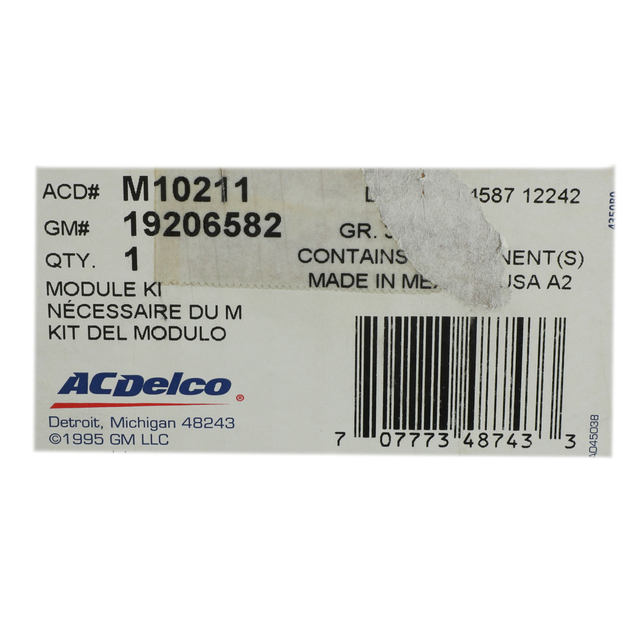 ACD# M10211
4587 12242
GM# 19206582
GR.
QTY. 1
CONTAINS NENT(S)
MADE IN ME USA A2
MODULE KI
NÉCESSAIRE DU M
KIT DEL MODULO
ACDelco®
Detroit, Michigan 48243
©1995 GM LLC
7 07773 48743 3
AD45038